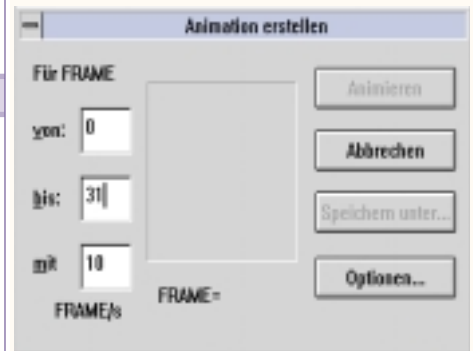 Animation erstellen
Für FRAME
von: 0
bis: 31
mit 10
FRAME/s
FRAME=
Animieren
Abbrechen
Speichern unter...
Optionen...